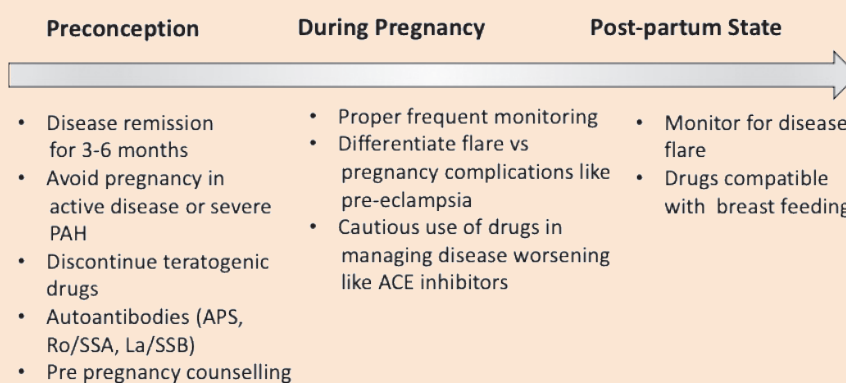 Preconception
During Pregnancy
Post-partum State
• Disease remission
for 3-6 months
• Avoid pregnancy in
active disease or severe
PAH
• Discontinue teratogenic
drugs
• Autoantibodies (APS,
Ro/SSA, La/SSB)
• Pre pregnancy counselling
• Proper frequent monitoring
• Differentiate flare vs
pregnancy complications like
pre-eclampsia
• Cautious use of drugs in
managing disease worsening
like ACE inhibitors
• Monitor for disease
flare
• Drugs compatible
with breast feeding